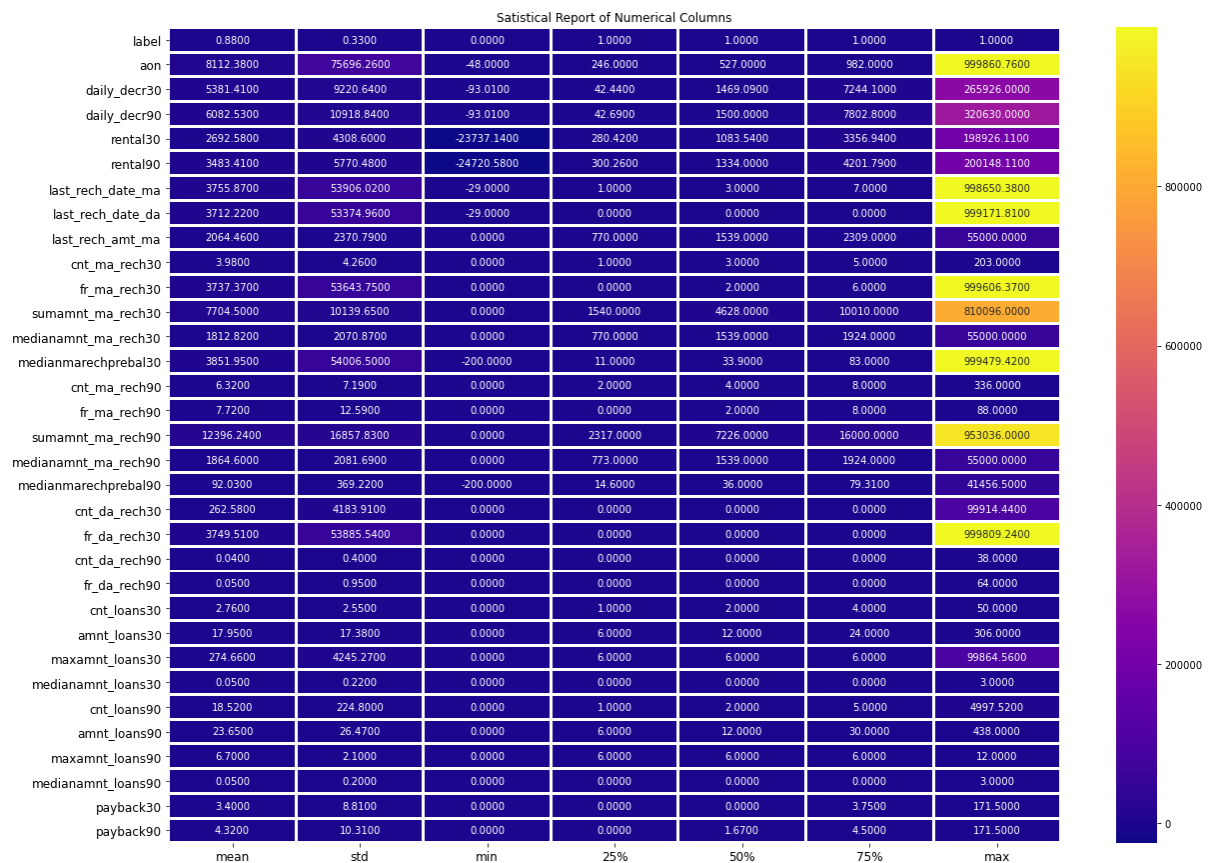 Satistical Report of Numerical Columns
label 0.8800 0.3300 0.0000 1.0000 1.0000 1.0000 1.0000
aon 8112.3800 75696.2600 -48.0000 246.0000 527.0000 982.0000 999860.7600
daily_decr30 5381.4100 9220.6400 -93.0100 42.4400 1469.0900 7244.1000 265926.0000
daily_decr90 6082.5300 10918.8400 -93.0100 42.6900 1500.0000 7802.8000 320630.0000
rental30 2692.5800 4308.6000 -23737.1400 280.4200 1083.5400 3356.9400 198926.1100
rental90 3483.4100 5770.4800 -24720.5800 300.2600 1334.0000 4201.7900 200148.1100
last_rech_date_ma 3755.8700 53906.0200 -29.0000 1.0000 3.0000 7.0000 998650.3800
last_rech_date_da 3712.2200 53374.9600 -29.0000 0.0000 0.0000 0.0000 999171.8100
last_rech_amt_ma 2064.4600 2370.7900 0.0000 770.0000 1539.0000 2309.0000 55000.0000
cnt_ma_rech30 3.9800 4.2600 0.0000 1.0000 3.0000 5.0000 203.0000
fr_ma_rech30 3737.3700 53643.7500 0.0000 0.0000 2.0000 6.0000 999606.3700
sumamnt_ma_rech30 7704.5000 10139.6500 0.0000 1540.0000 4628.0000 10010.0000 810096.0000
medianamnt_ma_rech30 1812.8200 2070.8700 0.0000 770.0000 1539.0000 1924.0000 55000.0000
medianmarechprebal30 3851.9500 54006.5000 -200.0000 11.0000 33.9000 83.0000 999479.4200
cnt_ma_rech90 6.3200 7.1900 0.0000 2.0000 4.0000 8.0000 336.0000
fr_ma_rech90 7.7200 12.5900 0.0000 0.0000 2.0000 8.0000 88.0000
sumamnt_ma_rech90 12396.2400 16857.8300 0.0000 2317.0000 7226.0000 16000.0000 953036.0000
medianamnt_ma_rech90 1864.6000 2081.6900 0.0000 773.0000 1539.0000 1924.0000 55000.0000
medianmarechprebal90 92.0300 369.2200 -200.0000 14.6000 36.0000 79.3100 41456.5000
cnt_da_rech30 262.5800 4183.9100 0.0000 0.0000 0.0000 0.0000 99914.4400
fr_da_rech30 3749.5100 53885.5400 0.0000 0.0000 0.0000 0.0000 999809.2400
cnt_da_rech90 0.0400 0.4000 0.0000 0.0000 0.0000 0.0000 38.0000
fr_da_rech90 0.0500 0.9500 0.0000 0.0000 0.0000 0.0000 64.0000
cnt_loans30 2.7600 2.5500 0.0000 1.0000 2.0000 4.0000 50.0000
amnt_loans30 17.9500 17.3800 0.0000 6.0000 12.0000 24.0000 306.0000
maxamnt_loans30 274.6600 4245.2700 0.0000 6.0000 6.0000 6.0000 99864.5600
medianamnt_loans30 0.0500 0.2200 0.0000 0.0000 0.0000 0.0000 3.0000
cnt_loans90 18.5200 224.8000 0.0000 1.0000 2.0000 5.0000 4997.5200
amnt_loans90 23.6500 26.4700 0.0000 6.0000 12.0000 30.0000 438.0000
maxamnt_loans90 6.7000 2.1000 0.0000 6.0000 6.0000 6.0000 12.0000
medianamnt_loans90 0.0500 0.2000 0.0000 0.0000 0.0000 0.0000 3.0000
payback30 3.4000 8.8100 0.0000 0.0000 0.0000 3.7500 171.5000
payback90 4.3200 10.3100 0.0000 0.0000 1.6700 4.5000 171.5000
mean std min 25% 50% 75% max
800000
600000
400000
200000
0